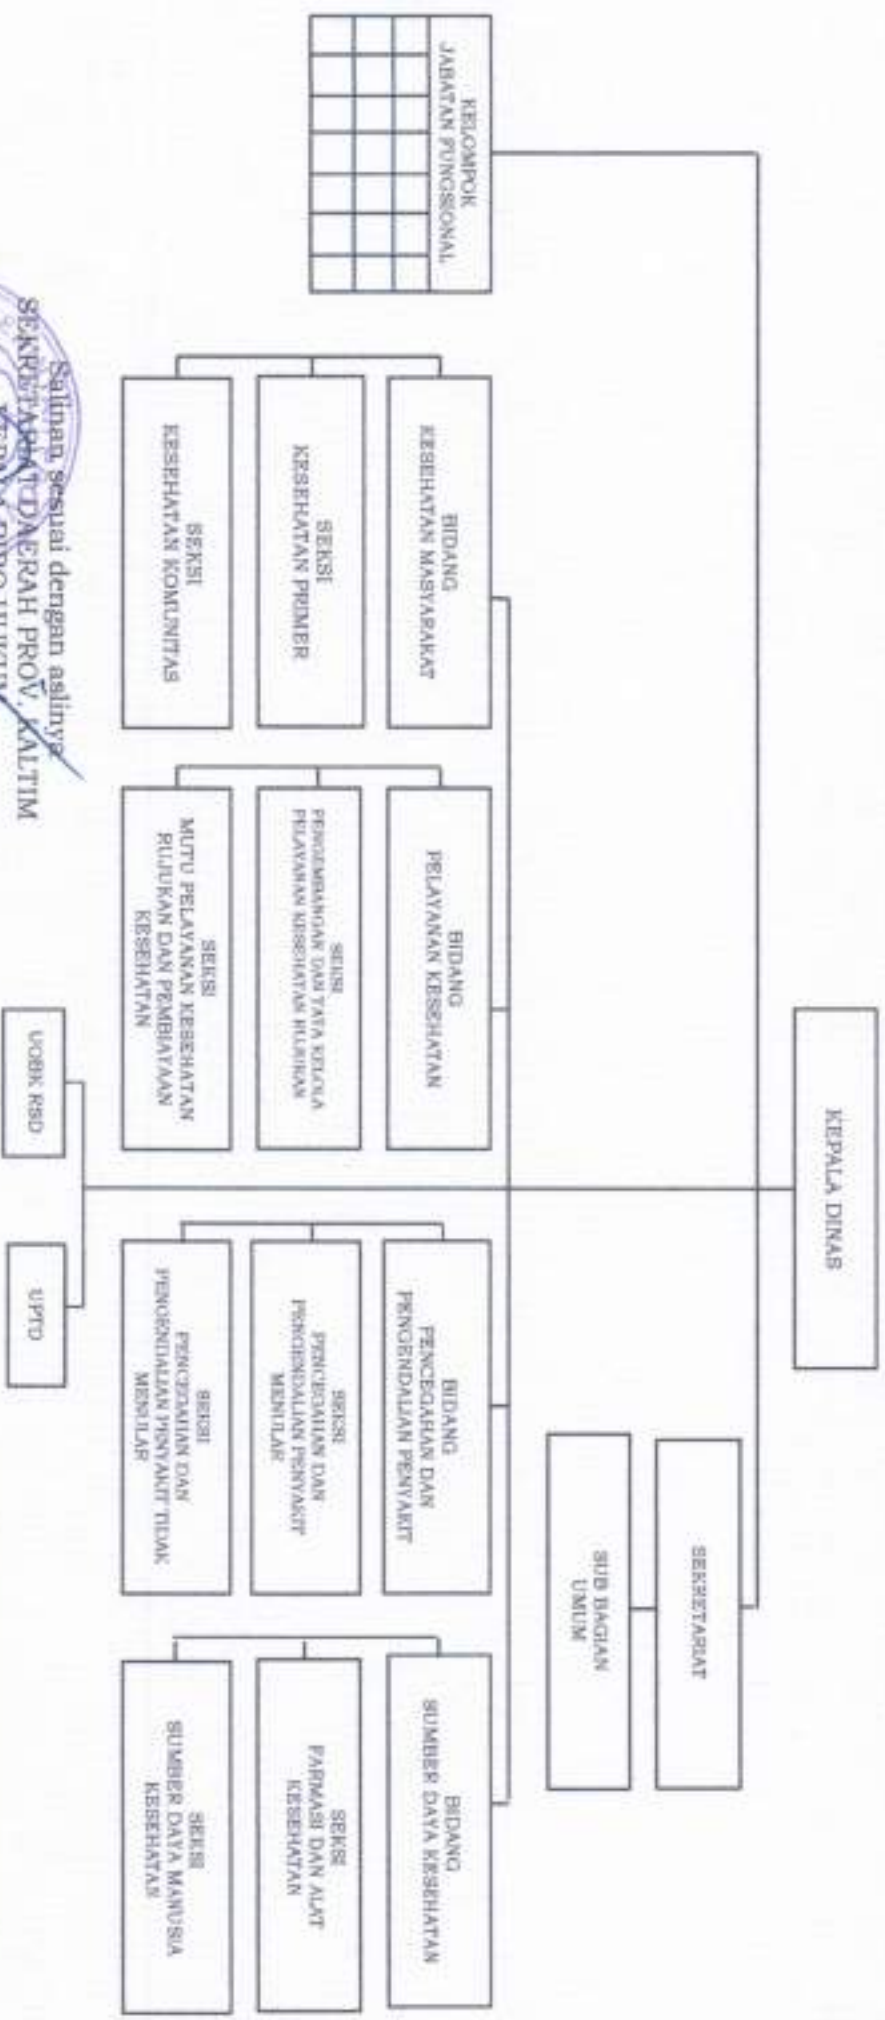 KEPALA DINAS
SEKRETARIAT
SUB BAGIAN
UMUM
KELOMPOK
JABATAN FUNGSIONAL
BIDANG
KESEHATAN MASYARAKAT
SEKSI
KESEHATAN PRIMER
SEKSI
KESEHATAN KOMUNITAS
BIDANG
PELAYANAN KESEHATAN
SEKSI
PENGEMBANGAN DAN TATA KELOLA
PELAYANAN KESEHATAN RUJUKAN
SEKSI
MUTU PELAYANAN KESEHATAN
RUJUKAN DAN PEMBIAYAAN
KESEHATAN
BIDANG
PENCEGAHAN DAN
PENGENDALIAN PENYAKIT
SEKSI
PENCEGAHAN DAN
PENGENDALIAN PENYAKIT
MENULAR
SEKSI
PENCEGAHAN DAN
PENGENDALIAN PENYAKIT TIDAK
MENULAR
BIDANG
SUMBER DAYA KESEHATAN
SEKSI
FARMASI DAN ALAT
KESEHATAN
SEKSI
SUMBER DAYA MANUSIA
KESEHATAN
UOBK RSD
UPTD
Salinan sesuai dengan aslinya
SEKRETARIAT DAERAH PROV. KALTIM